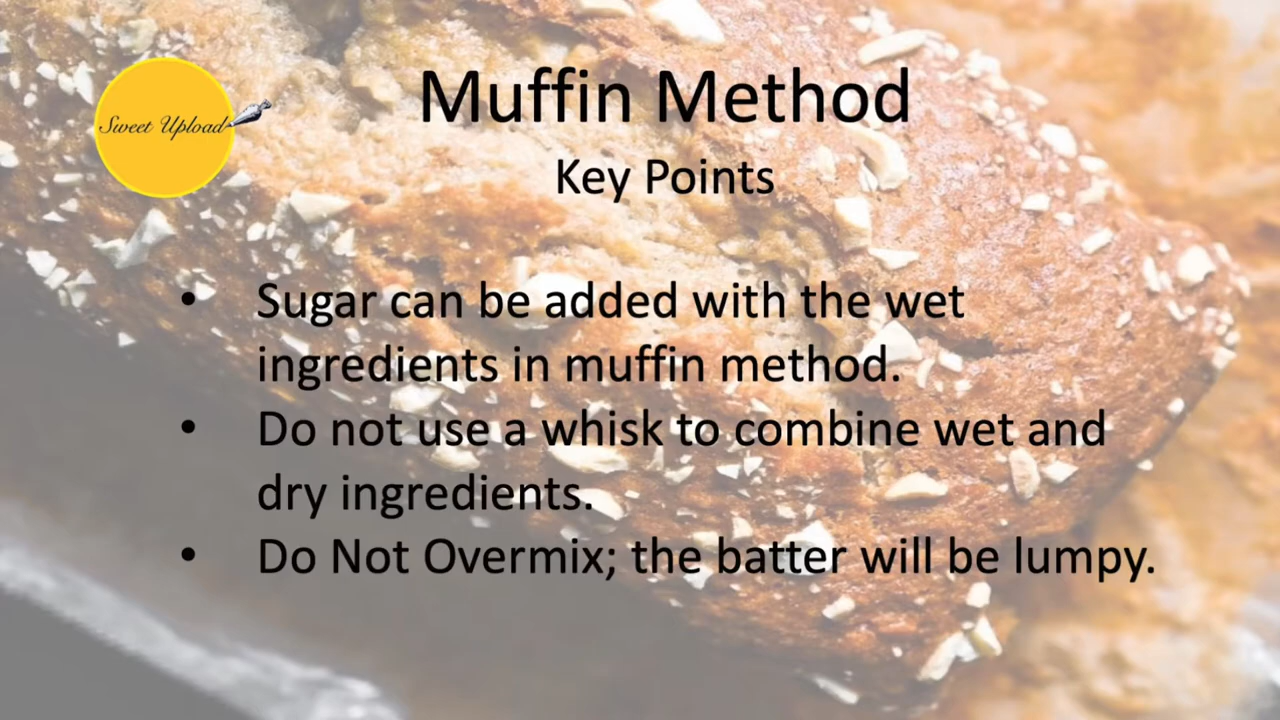 Sweet Upload
Muffin Method
Key Points
• Sugar can be added with the wet
ingredients in muffin method.
• Do not use a whisk to combine wet and
dry ingredients.
• Do Not Overmix; the batter will be lumpy.